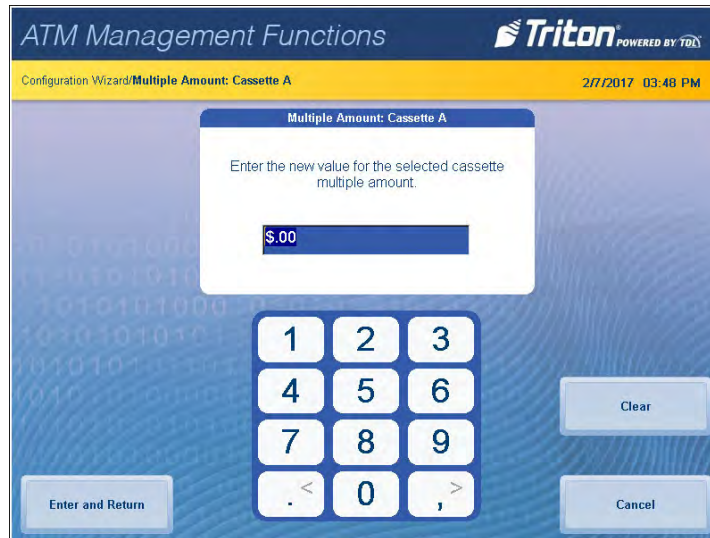 ATM Management Functions
Triton® POWERED BY TDL
Configuration Wizard/Multiple Amount: Cassette A
2/7/2017 03:48 PM
Multiple Amount: Cassette A
Enter the new value for the selected cassette
multiple amount.
$.00
1 2 3
4 5 6
Clear
7 8 9
. < 0 , >
Enter and Return
Cancel